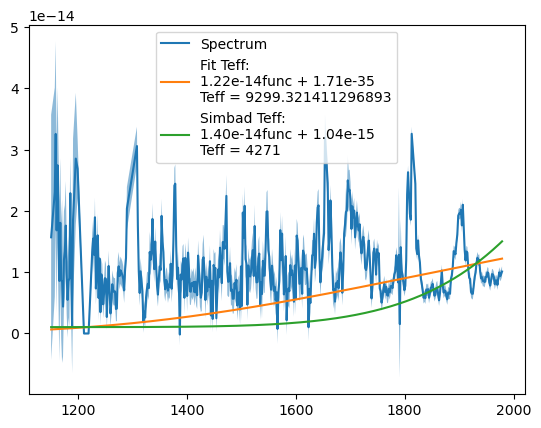 1e−14
5
4
3
2
1
0
Spectrum
Fit Teff:
1.22e-14func + 1.71e-35
Teff = 9299.321411296893
Simbad Teff:
1.40e-14func + 1.04e-15
Teff = 4271
1200 1400 1600 1800 2000